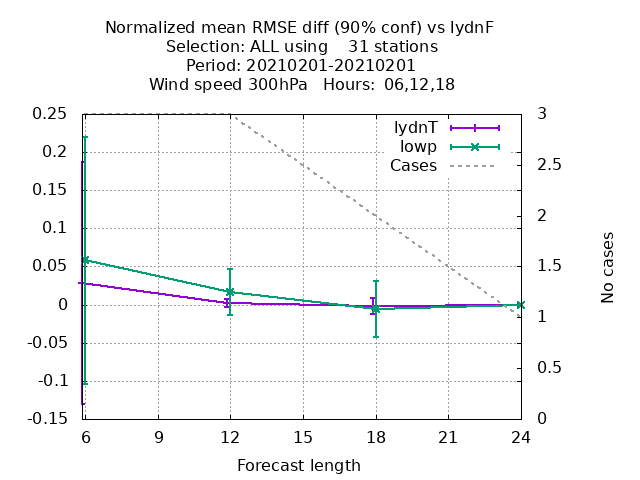 Normalized mean RMSE diff (90% conf) vs lydnF
Selection: ALL using    31 stations
Period: 20210201-20210201
Wind speed 300hPa   Hours: 06,12,18
lydnT
lowp
Cases
0.25
0.2
0.15
0.1
0.05
0
-0.05
-0.1
-0.15
3
2.5
2
1.5
1
0.5
0
No cases
6 9 12 15 18 21 24
Forecast length